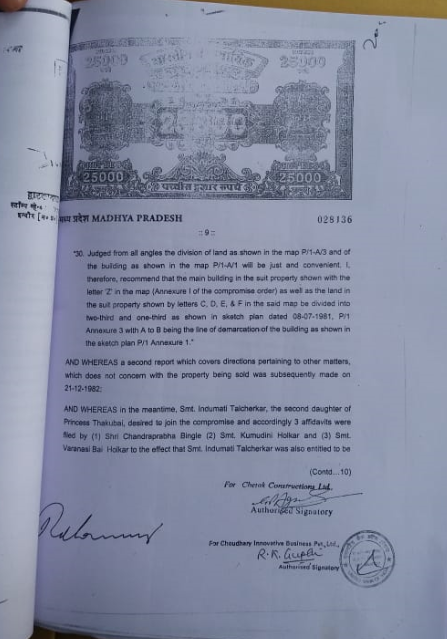 25000
25000
25000
25000
पच्चीस हजार रुपये
मध्य प्रदेश MADHYA PRADESH
028136
:: 9 ::
"30. Judged from all angles the division of land as shown in the map P/1-A/3 and of
the building as shown in the map P/1-A/1 will be just and convenient. I,
therefore, recommend that the main building in the suit property shown with the
letter 'Z' in the map (Annexure I of the compromise order) as well as the land in
the suit property shown by letters C, D, E, & F in the said map be divided into
two-third and one-third as shown in skatch plan dated 08-07-1981, P/1
Annexure 3 with A to B being the line of demarcation of the building as shown in
the sketch plan P/1 Annexure 1."
AND WHEREAS a second report which covers directions pertaining to other matters,
which does not concern with the property being sold was subsequently made on
21-12-1982;
AND WHEREAS in the meantime, Smt. Indumati Talcherkar, the second daughter of
Princess Thakubai, desired to join the compromise and accordingly 3 affidavits were
filed by (1) Shri Chandraprabha Bingle (2) Smt. Kumudini Holkar and (3) Smt.
Varanasi Bai Holkar to the effect that Smt. Indumati Talcherkar was also entitled to be
(Contd...10)
For Chetak Constructions Ltd.
Authorised Signatory
For Choudhary Innovative Business Pvt. Ltd.,
R.K. Gupta
Authorised Signatory